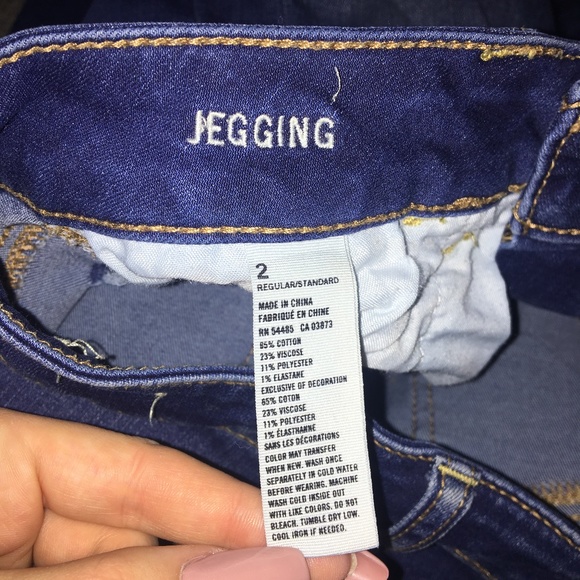 JEGGING
2
REGULAR/STANDARD
MADE IN CHINA
FABRIQUÉ EN CHINE
RN 54485 CA 03873
65% COTTON
23% VISCOSE
11% POLYESTER
1% ELASTANE
EXCLUSIVE OF DECORATION
65% COTON
23% VISCOSE
11% POLYESTER
1% ÉLASTHANNE
SANS LES DÉCORATIONS
COLOR MAY TRANSFER
WHEN NEW. WASH ONCE
SEPARATELY IN COLD WATER
BEFORE WEARING. MACHINE
WASH COLD INSIDE OUT
WITH LIKE COLORS. DO NOT
BLEACH. TUMBLE DRY LOW.
COOL IRON IF NEEDED.